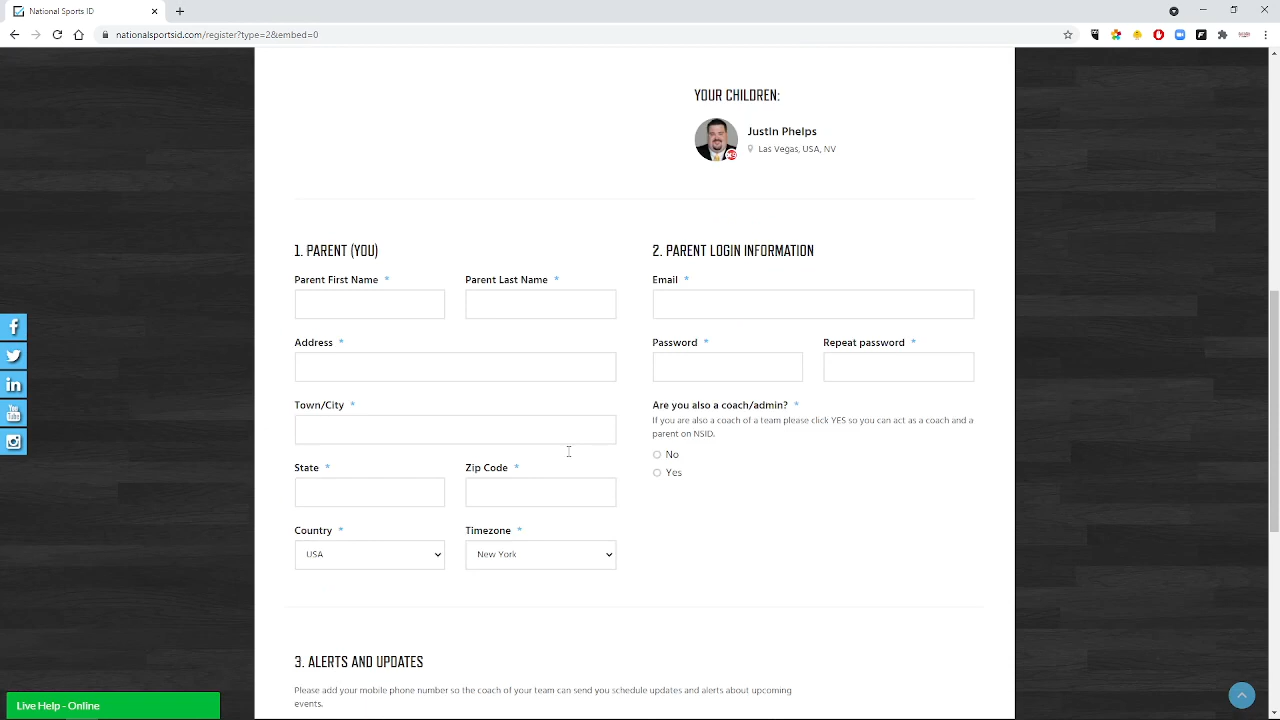 National Sports ID
nationalsportsid.com/register?type=2&embed=0
YOUR CHILDREN:
Justin Phelps
Las Vegas, USA, NV
1. PARENT (YOU)
2. PARENT LOGIN INFORMATION
Parent First Name *
Parent Last Name *
Email *
Address *
Password *
Repeat password *
Town/City *
Are you also a coach/admin? *
If you are also a coach of a team please click YES so you can act as a coach and a
parent on NSID.
No
State *
Zip Code *
Yes
Country *
Timezone *
USA
New York
3. ALERTS AND UPDATES
Please add your mobile phone number so the coach of your team can send you schedule updates and alerts about upcoming
events.
Live Help - Online